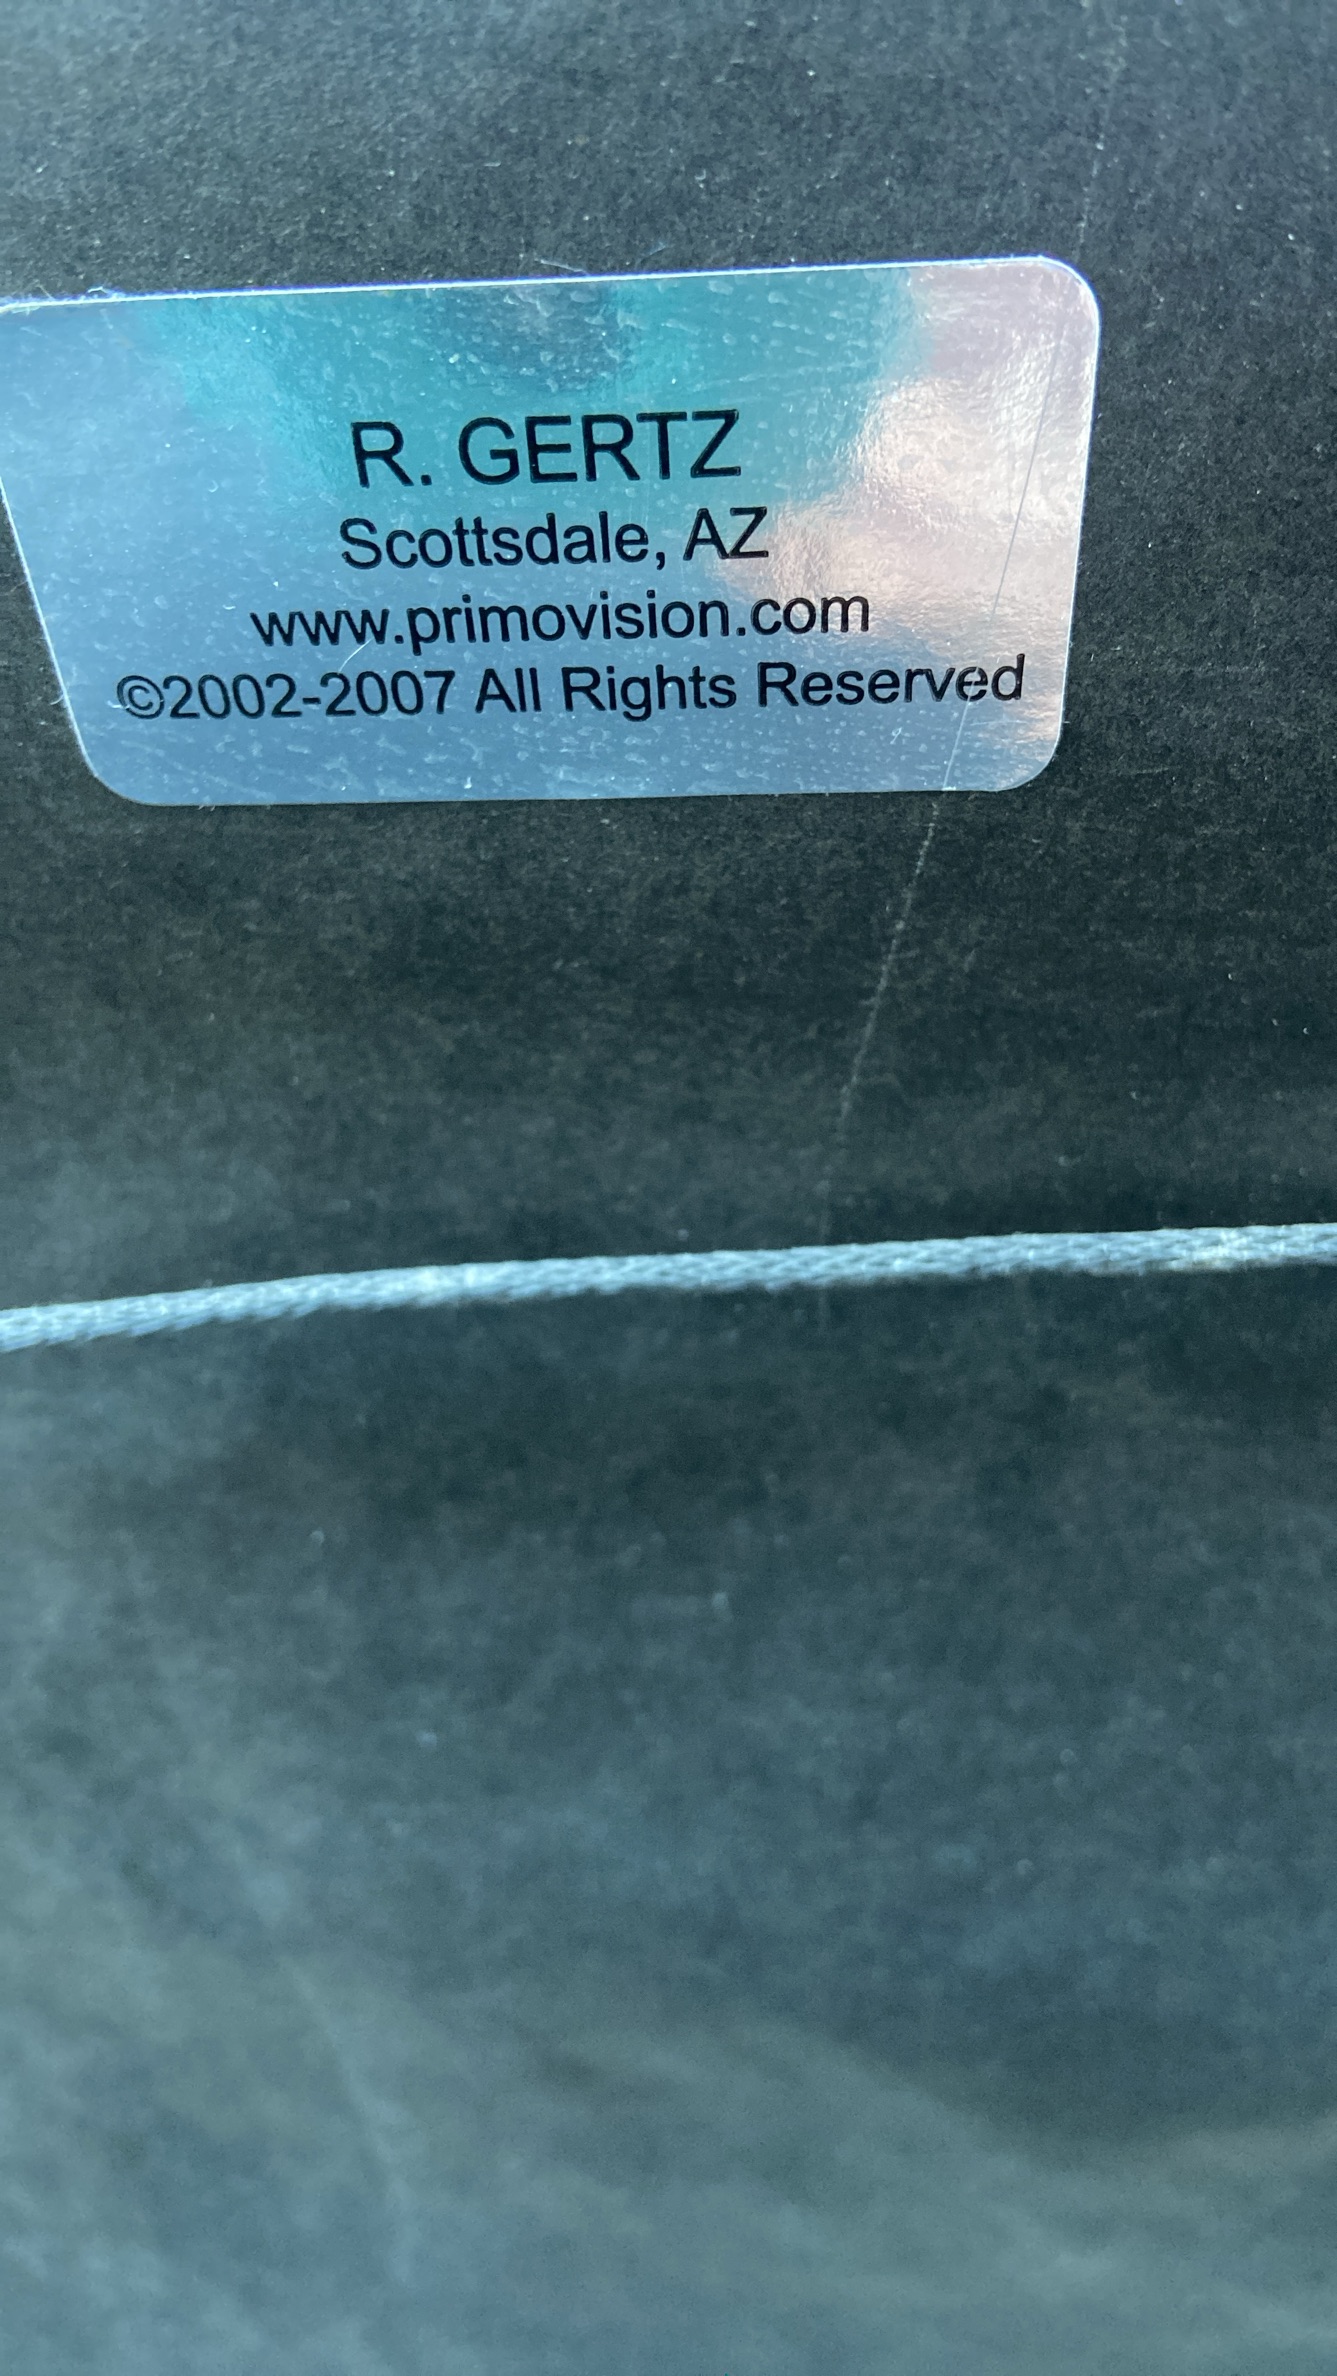 R. GERTZ
Scottsdale, AZ
www.primovision.com
©2002-2007 All Rights Reserved